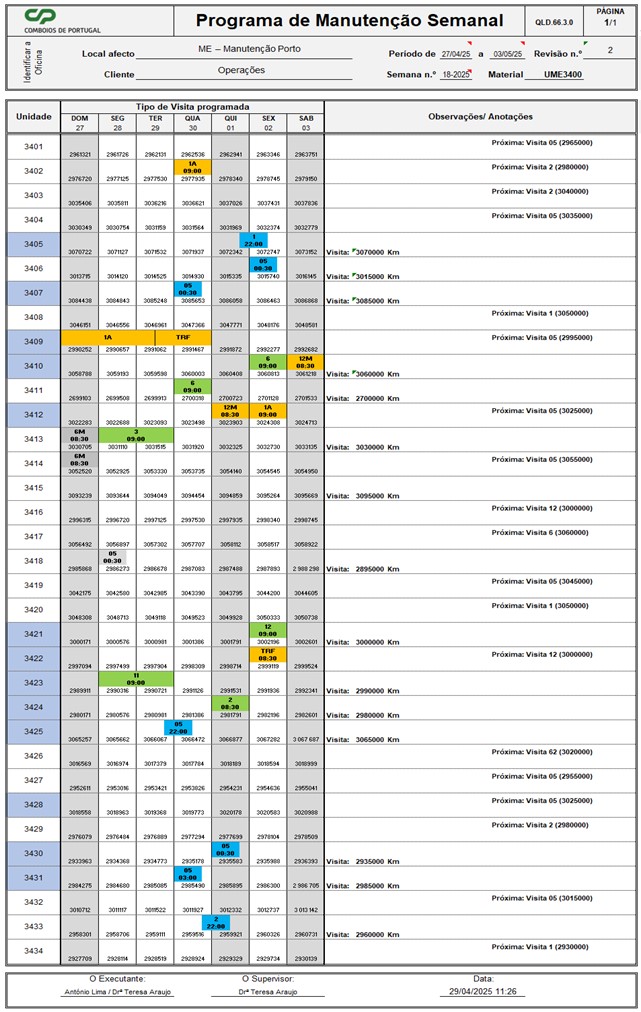 CP
COMBOIOS DE PORTUGAL
Programa de Manutenção Semanal
QLD.66.3.0
PÁGINA
1/1
Identificar a Oficina
Local afecto ME – Manutenção Porto
Período de 27/04/25 a 03/05/25 Revisão n.º 2
Cliente Operações
Semana n.º 18-2025 Material UME3400
Unidade Tipo de Visita programada Observações/ Anotações
DOM SEG TER QUA QUI SEX SAB
27 28 29 30 01 02 03
3401 Próxima: Visita 05 (2965000)
2961321 2961726 2962131 2962536 2962941 2963346 2963751
3402 1A 09:00 Próxima: Visita 2 (2980000)
2976720 2977125 2977530 2977935 2978340 2978745 2979150
3403 Próxima: Visita 2 (3040000)
3035406 3035811 3036216 3036621 3037026 3037431 3037836
3404 Próxima: Visita 05 (3035000)
3030349 3030754 3031159 3031564 3031969 3032374 3032779
3405 1 22:00
3070722 3071127 3071532 3071937 3072342 3072747 3073152 Visita: 3070000 Km
3406 05 00:30
3013715 3014120 3014525 3014930 3015335 3015740 3016145 Visita: 3015000 Km
3407 05 00:30
3084438 3084843 3085248 3085653 3086058 3086463 3086868 Visita: 3085000 Km
3408 Próxima: Visita 1 (3050000)
3046151 3046556 3046961 3047366 3047771 3048176 3048581
3409 1A TRF Próxima: Visita 05 (2995000)
2990252 2990657 2991062 2991467 2991872 2992277 2992682
3410 6 09:00 12M 08:30
3058788 3059193 3059598 3060003 3060408 3060813 3061218 Visita: 3060000 Km
3411 6 09:00
2699103 2699508 2699913 2700318 2700723 2701128 2701533 Visita: 2700000 Km
3412 12M 08:30 1A 09:00 Próxima: Visita 05 (3025000)
3022283 3022688 3023093 3023498 3023903 3024308 3024713
3413 6M 08:30 3 09:00
3030705 3031110 3031515 3031920 3032325 3032730 3033135 Visita: 3030000 Km
3414 6M 08:30 Próxima: Visita 05 (3055000)
3052520 3052925 3053330 3053735 3054140 3054545 3054950
3415
3093239 3093644 3094049 3094454 3094859 3095264 3095669 Visita: 3095000 Km
3416 Próxima: Visita 12 (3000000)
2996315 2996720 2997125 2997530 2997935 2998340 2998745
3417 Próxima: Visita 6 (3060000)
3056492 3056897 3057302 3057707 3058112 3058517 3058922
3418 05 00:30
2985868 2986273 2986678 2987083 2987488 2987893 2 988 298 Visita: 2895000 Km
3419 Próxima: Visita 05 (3045000)
3042175 3042580 3042985 3043390 3043795 3044200 3044605
3420 Próxima: Visita 1 (3050000)
3048308 3048713 3049118 3049523 3049928 3050333 3050738
3421 12 09:00
3000171 3000576 3000981 3001386 3001791 3002196 3002601 Visita: 3000000 Km
3422 TRF 08:30 Próxima: Visita 12 (3000000)
2997094 2997499 2997904 2998309 2998714 2999119 2999524
3423 11 09:00
2989911 2990316 2990721 2991126 2991531 2991936 2992341 Visita: 2990000 Km
3424 2 08:30
2980171 2980576 2980981 2981386 2981791 2982196 2982601 Visita: 2980000 Km
3425 05 22:00
3065257 3065662 3066067 3066472 3066877 3067282 3 067 687 Visita: 3065000 Km
3426 Próxima: Visita 62 (3020000)
3016569 3016974 3017379 3017784 3018189 3018594 3018999
3427 Próxima: Visita 05 (2955000)
2952611 2953016 2953421 2953826 2954231 2954636 2955041
3428 Próxima: Visita 05 (3025000)
3018558 3018963 3019368 3019773 3020178 3020583 3020988
3429 Próxima: Visita 2 (2980000)
2976079 2976484 2976889 2977294 2977699 2978104 2978509
3430 05 00:30
2933963 2934368 2934773 2935178 2935583 2935988 2936393 Visita: 2935000 Km
3431 05 03:00
2984275 2984680 2985085 2985490 2985895 2986300 2 986 705 Visita: 2985000 Km
3432 Próxima: Visita 05 (3015000)
3010712 3011117 3011522 3011927 3012332 3012737 3 013 142
3433 2 22:00
2958301 2958706 2959111 2959516 2959921 2960326 2960731 Visita: 2960000 Km
3434 Próxima: Visita 1 (2930000)
2927709 2928114 2928519 2928924 2929329 2929734 2930139
O Executante: O Supervisor: Data:
António Lima / Drª Teresa Araujo Drª Teresa Araujo 29/04/2025 11:26